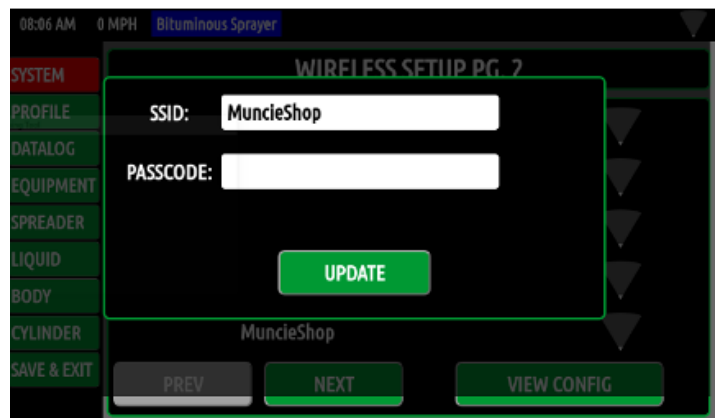 08:06 AM 0 MPH Bituminous Sprayer
WIRELESS SETUP PG. 2
SYSTEM
PROFILE
DATALOG
EQUIPMENT
SPREADER
LIQUID
BODY
CYLINDER
SAVE & EXIT
SSID: MuncieShop
PASSCODE:
UPDATE
MuncieShop
PREV NEXT VIEW CONFIG